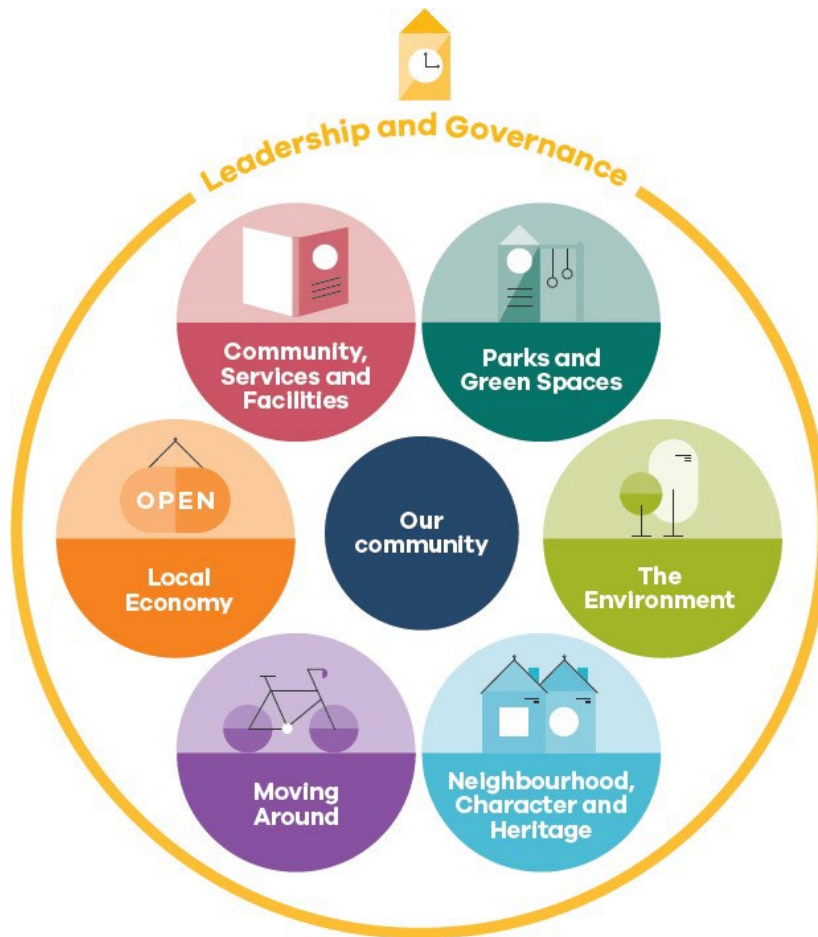 Leadership and Governance
Community,
Services and
Facilities
Parks and
Green Spaces
OPEN
Local
Economy
Our
community
The
Environment
Moving
Around
Neighbourhood,
Character and
Heritage